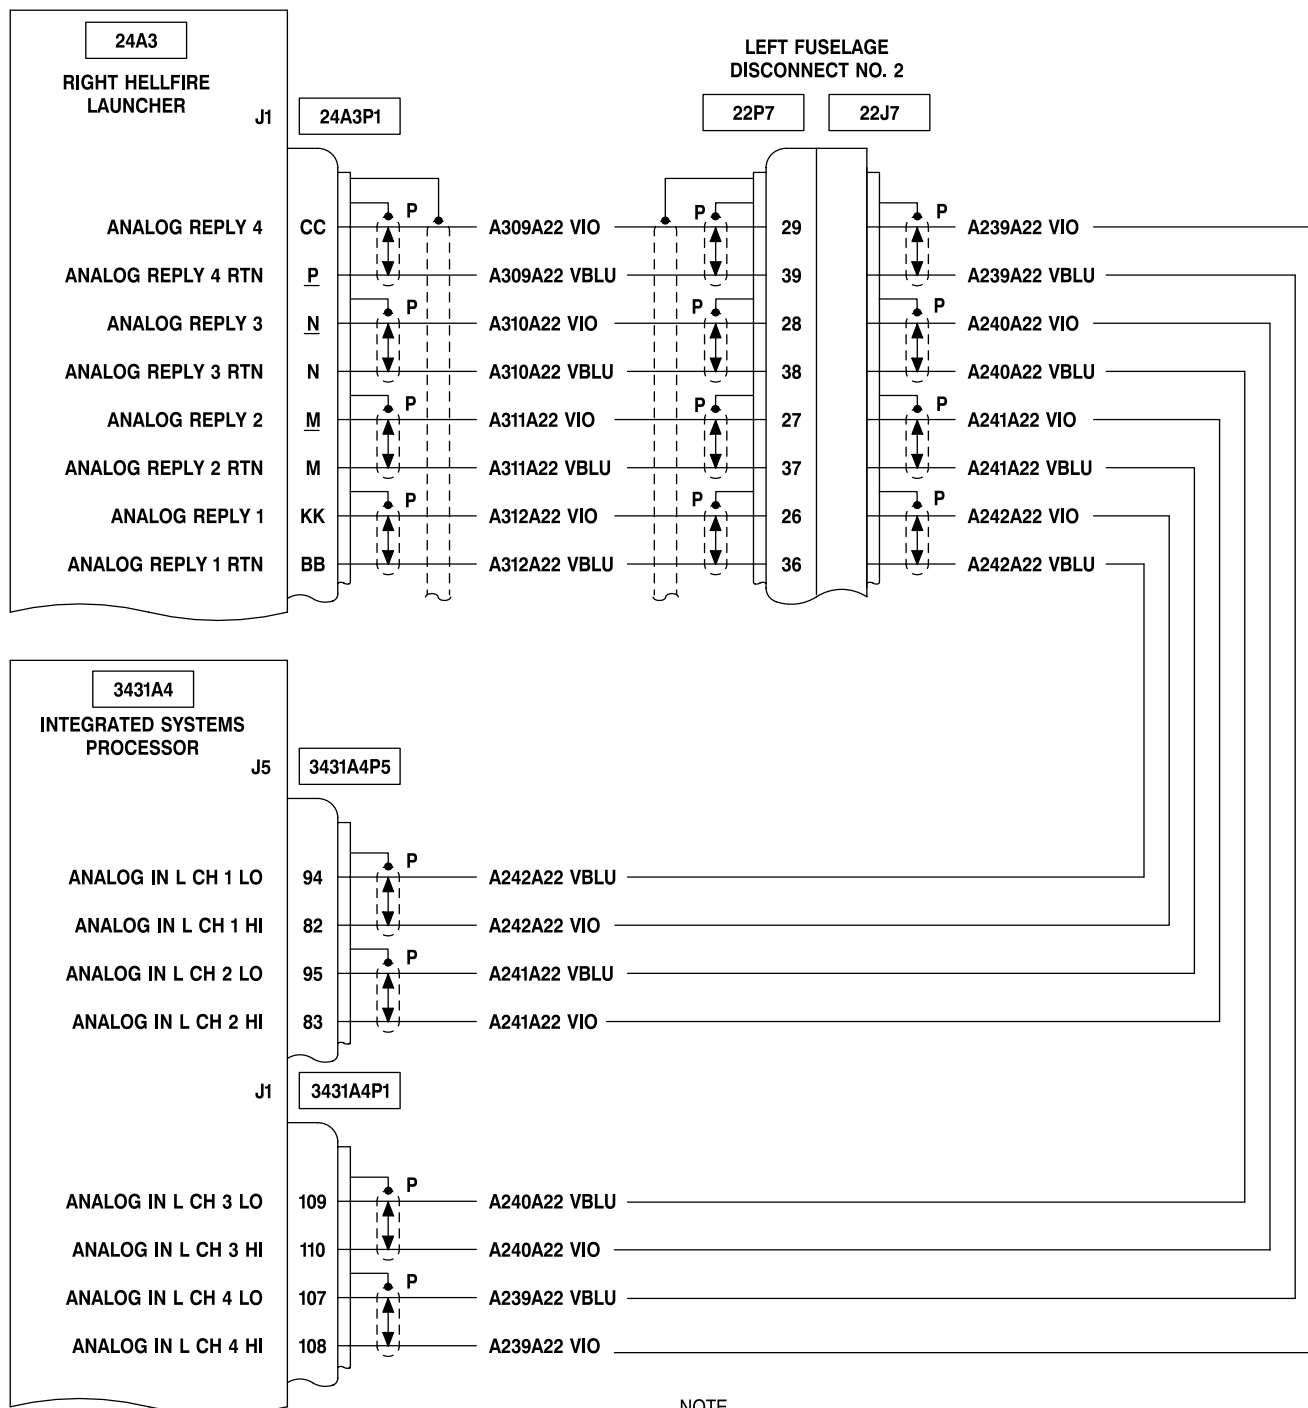 24A3
RIGHT HELLFIRE
LAUNCHER
J1
24A3P1
LEFT FUSELAGE
DISCONNECT NO. 2
22P7
22J7
ANALOG REPLY 4 CC P A309A22 VIO P 29 P A239A22 VIO
ANALOG REPLY 4 RTN P A309A22 VBLU 39 A239A22 VBLU
ANALOG REPLY 3 N P A310A22 VIO P 28 P A240A22 VIO
ANALOG REPLY 3 RTN N A310A22 VBLU 38 A240A22 VBLU
ANALOG REPLY 2 M P A311A22 VIO P 27 P A241A22 VIO
ANALOG REPLY 2 RTN M A311A22 VBLU 37 A241A22 VBLU
ANALOG REPLY 1 KK P A312A22 VIO P 26 P A242A22 VIO
ANALOG REPLY 1 RTN BB A312A22 VBLU 36 A242A22 VBLU
3431A4
INTEGRATED SYSTEMS
PROCESSOR
J5
3431A4P5
ANALOG IN L CH 1 LO 94 P A242A22 VBLU
ANALOG IN L CH 1 HI 82 A242A22 VIO
ANALOG IN L CH 2 LO 95 P A241A22 VBLU
ANALOG IN L CH 2 HI 83 A241A22 VIO
J1
3431A4P1
ANALOG IN L CH 3 LO 109 P A240A22 VBLU
ANALOG IN L CH 3 HI 110 A240A22 VIO
ANALOG IN L CH 4 LO 107 P A239A22 VBLU
ANALOG IN L CH 4 HI 108 A239A22 VIO
NOTE